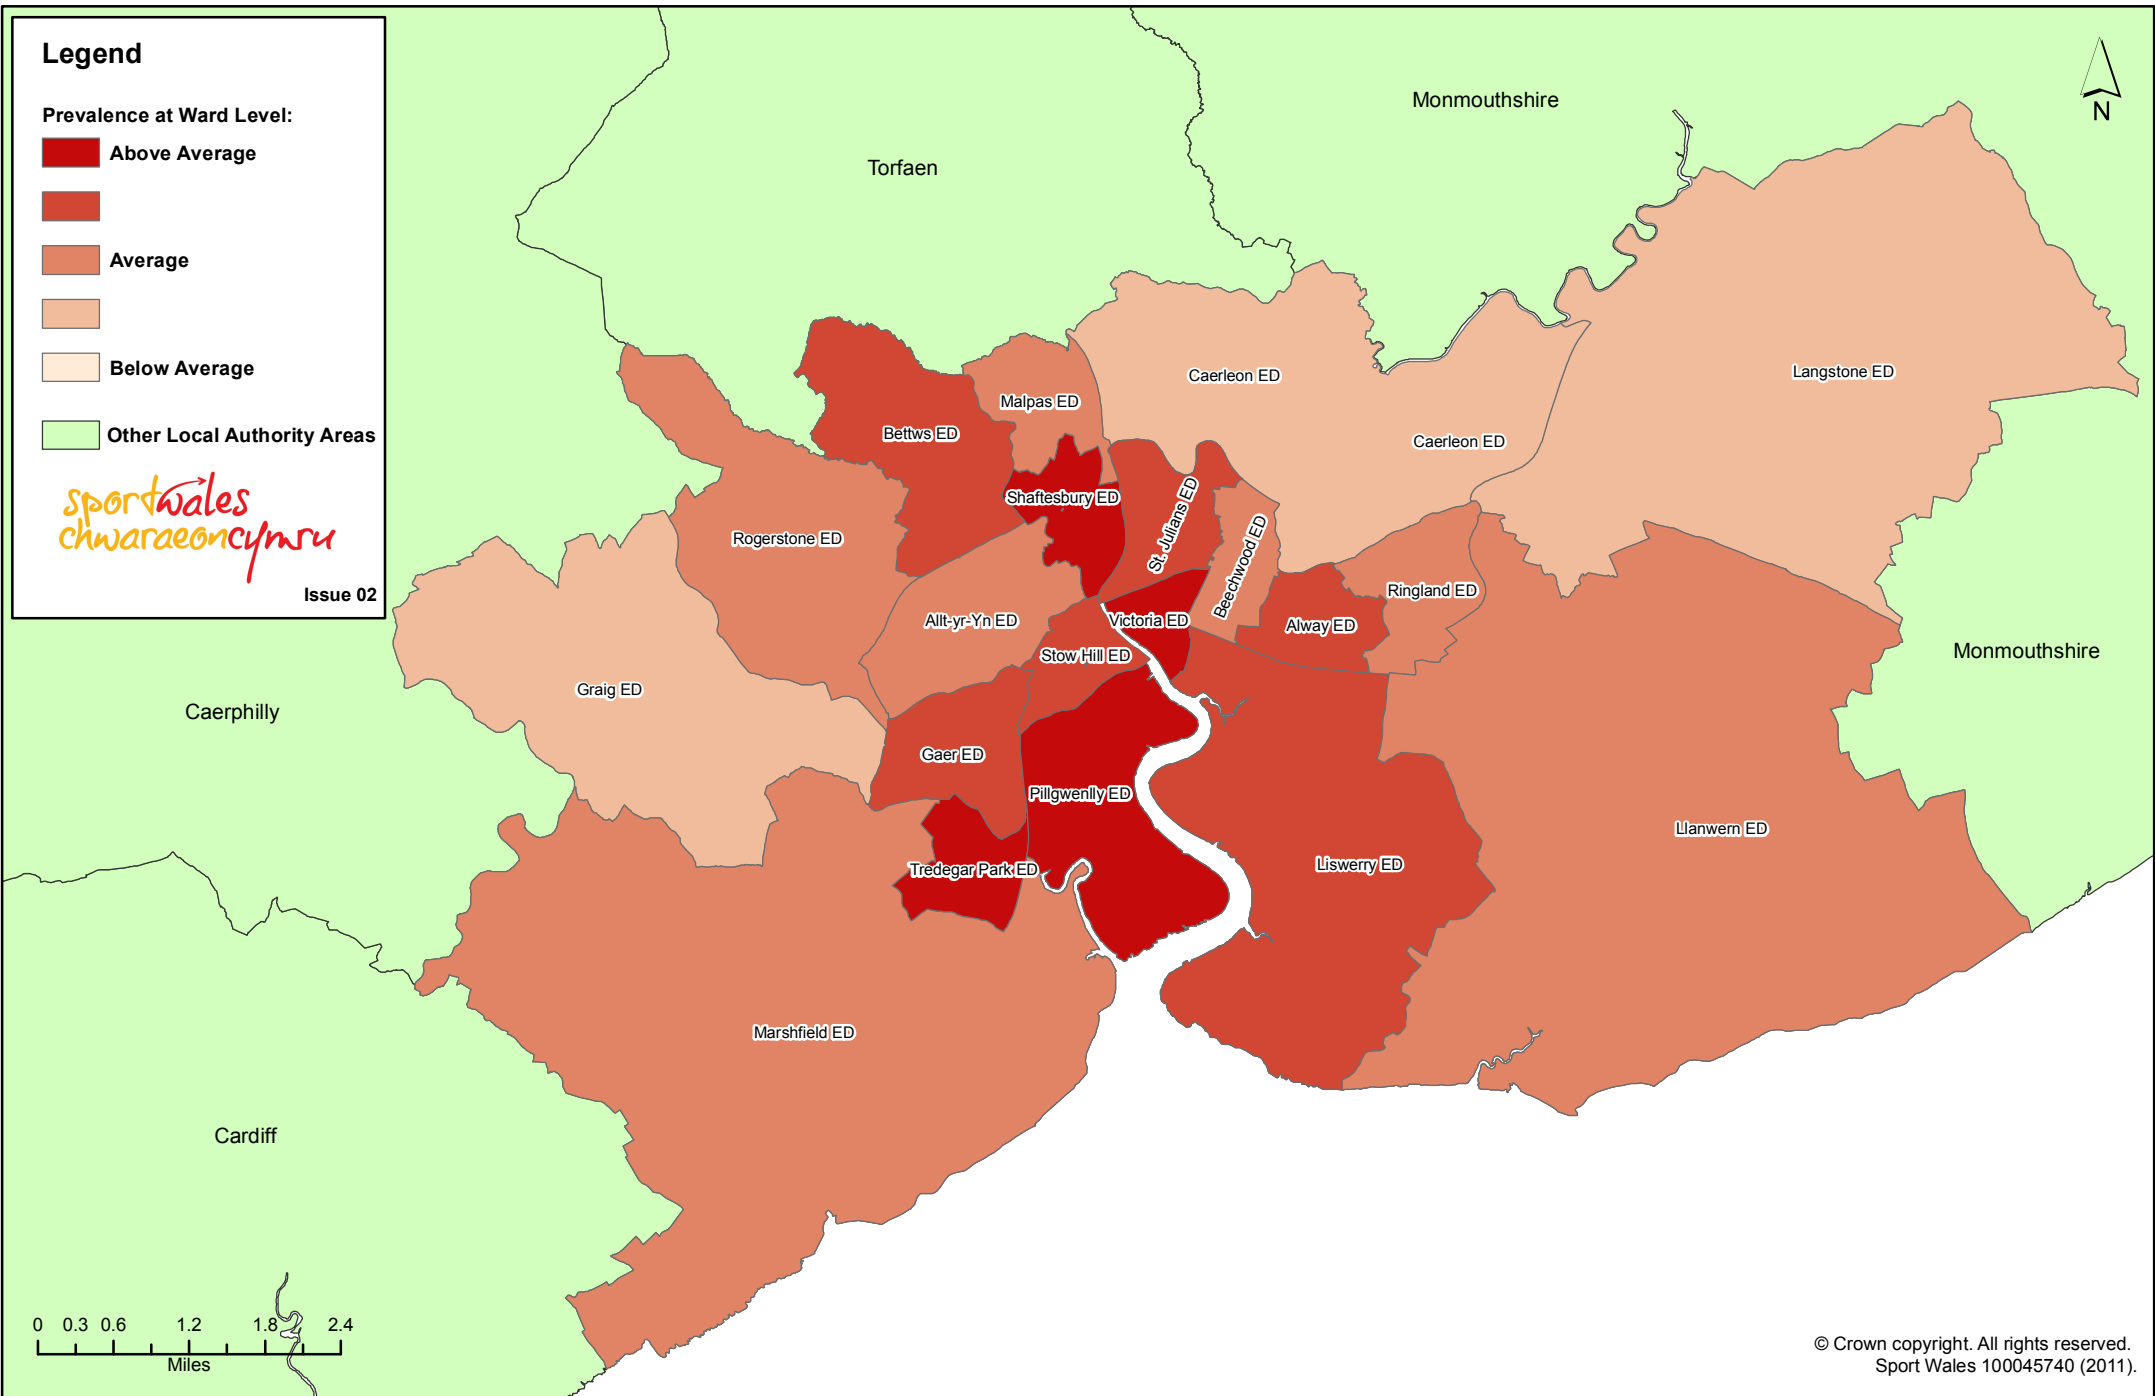 Legend
Prevalence at Ward Level:
Above Average
Average
Below Average
Other Local Authority Areas
sportwales
chwaraeoncymru
Issue 02
Monmouthshire
N
Torfaen
Caerleon ED
Langstone ED
Malpas ED
Bettws ED
Caerleon ED
Shaftesbury ED
St. Julians ED
Rogerstone ED
Beechwood ED
Ringland ED
Allt-yr-Yn ED
Victoria ED
Alway ED
Stow Hill ED
Monmouthshire
Graig ED
Caerphilly
Gaer ED
Pillgwenlly ED
Llanwern ED
Liswerry ED
Tredegar Park ED
Marshfield ED
Cardiff
0 0.3 0.6 1.2 1.8 2.4
Miles
© Crown copyright. All rights reserved.
Sport Wales 100045740 (2011).